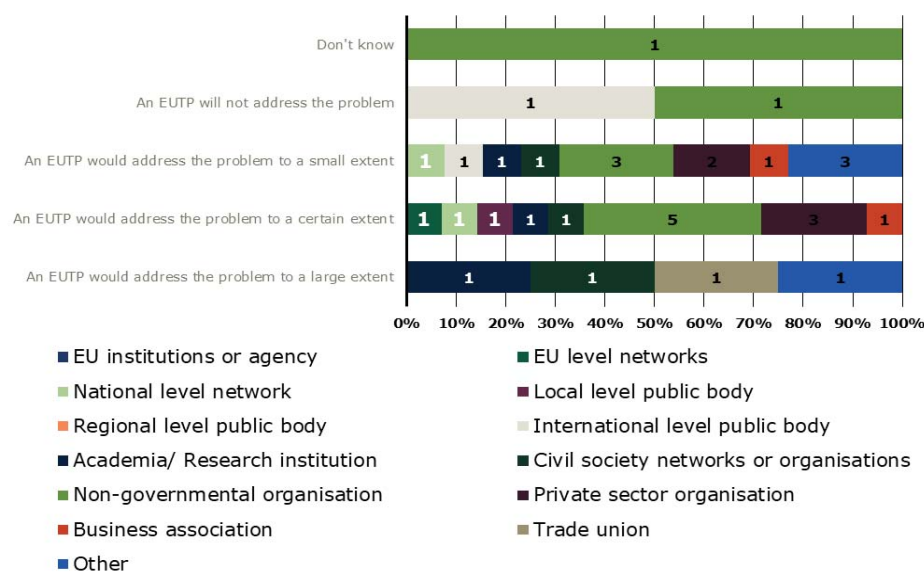 Don't know
1
An EUTP will not address the problem
1 1
An EUTP would address the problem to a small extent
1 1 1 1 3 2 1 3
An EUTP would address the problem to a certain extent
1 1 1 1 1 5 3 1
An EUTP would address the problem to a large extent
1 1 1 1
0% 10% 20% 30% 40% 50% 60% 70% 80% 90% 100%
EU institutions or agency
EU level networks
National level network
Local level public body
Regional level public body
International level public body
Academia/ Research institution
Civil society networks or organisations
Non-governmental organisation
Private sector organisation
Business association
Trade union
Other